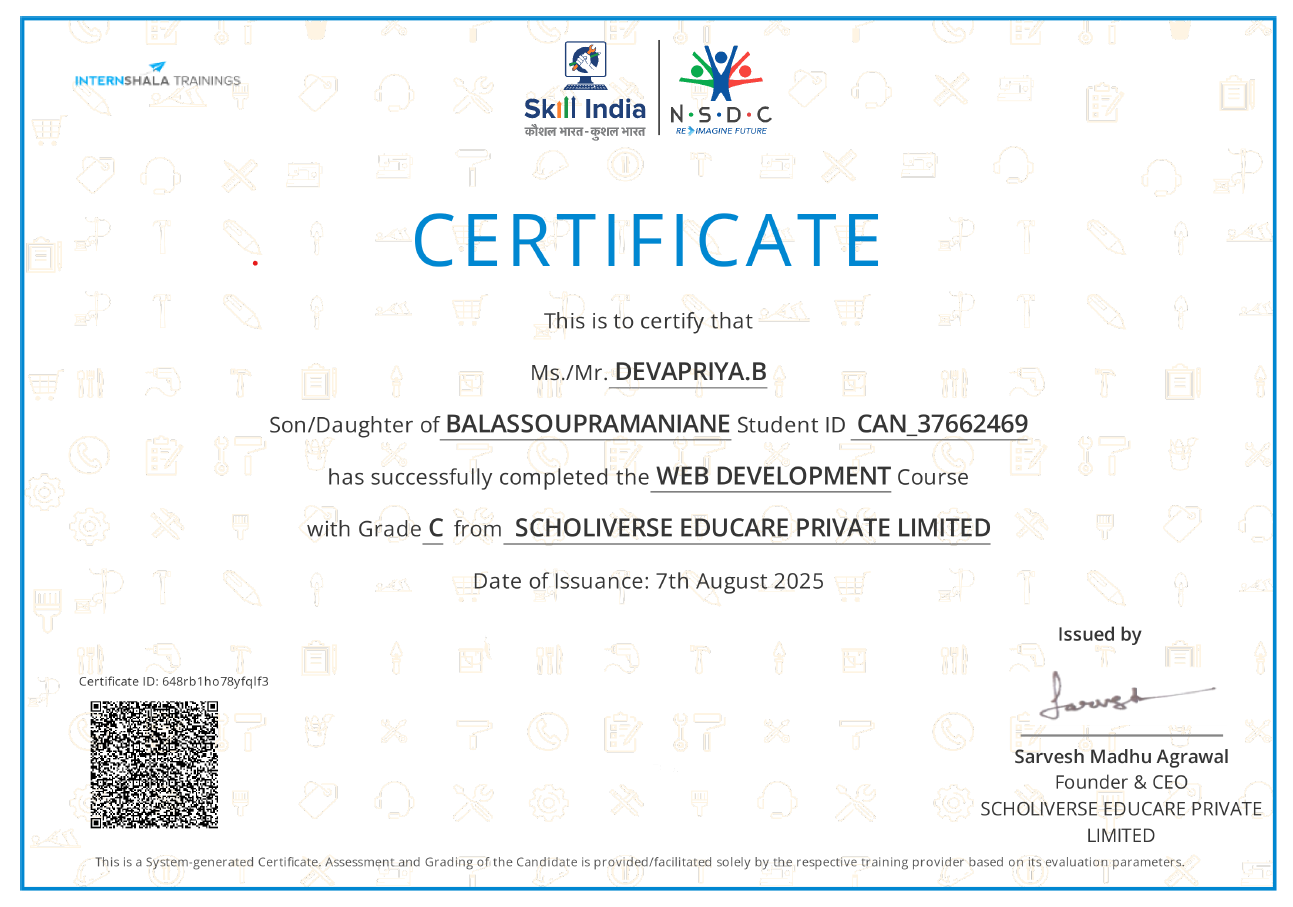 INTERNSHALA TRAININGS
Skill India
कौशल भारत-कुशल भारत
N·S·D·C
RE IMAGINE FUTURE
CERTIFICATE
This is to certify that
Ms./Mr. DEVAPRIYA.B
Son/Daughter of BALASSOUPRAMANIANE Student ID CAN_37662469
has successfully completed the WEB DEVELOPMENT Course
with Grade C from SCHOLIVERSE EDUCARE PRIVATE LIMITED
Date of Issuance: 7th August 2025
Issued by
Certificate ID: 648rb1ho78yfqlf3
Sarvesh Madhu Agrawal
Founder & CEO
SCHOLIVERSE EDUCARE PRIVATE
LIMITED
This is a System-generated Certificate. Assessment and Grading of the Candidate is provided/facilitated solely by the respective training provider based on its evaluation parameters.